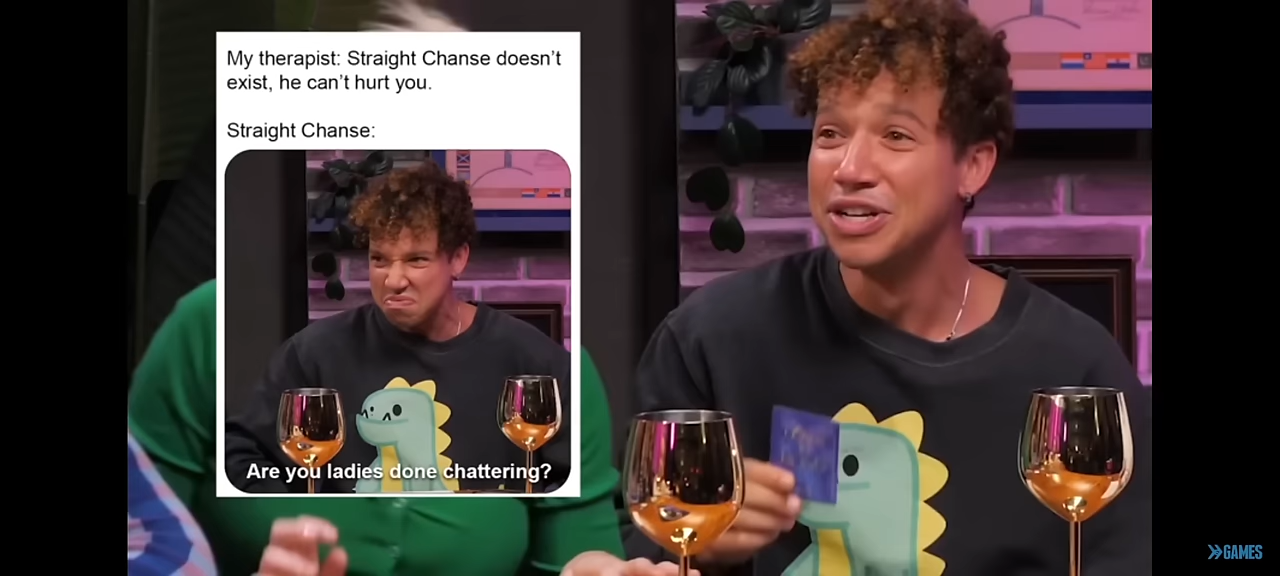 My therapist: Straight Chanse doesn’t
exist, he can’t hurt you.
Straight Chanse:
Are you ladies done chattering?
GAMES